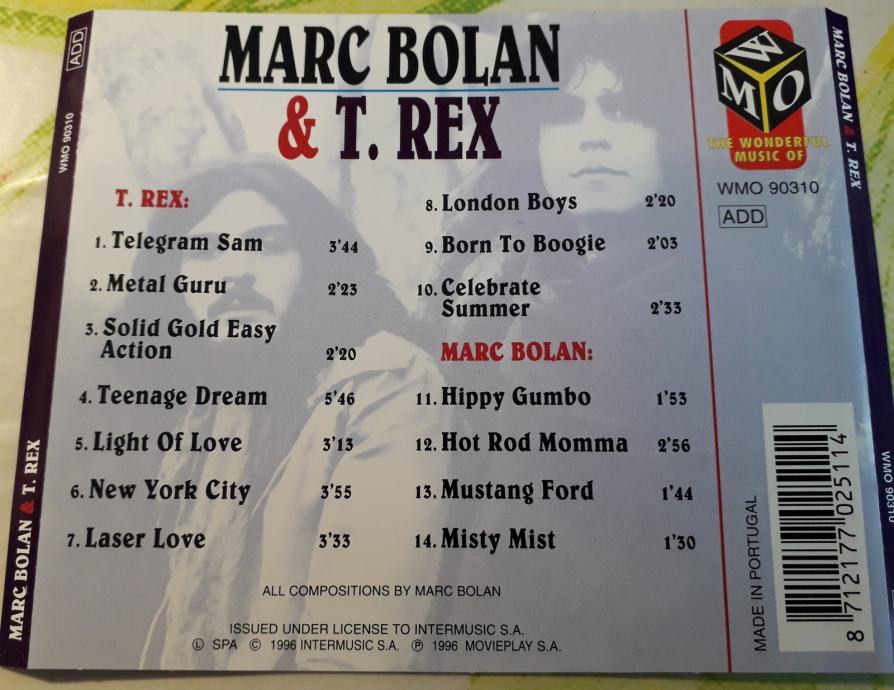 ADD
WMO 90310
MARC BOLAN & T. REX
MARC BOLAN
& T. REX
T. REX:
1. Telegram Sam 3'44
2. Metal Guru 2'23
3. Solid Gold Easy
Action 2'20
4. Teenage Dream 5'46
5. Light Of Love 3'13
6. New York City 3'55
7. Laser Love 3'33
8. London Boys 2'20
9. Born To Boogie 2'03
10. Celebrate
Summer 2'33
MARC BOLAN:
11. Hippy Gumbo 1'53
12. Hot Rod Momma 2'56
13. Mustang Ford 1'44
14. Misty Mist 1'30
ALL COMPOSITIONS BY MARC BOLAN
ISSUED UNDER LICENSE TO INTERMUSIC S.A.
Ⓛ SPA © 1996 INTERMUSIC S.A. ℗ 1996 MOVIEPLAY S.A.
WMO
THE WONDERFUL
MUSIC OF
WMO 90310
ADD
MADE IN PORTUGAL
8 712177 025114
MARC BOLAN & T. REX
WMO 90310